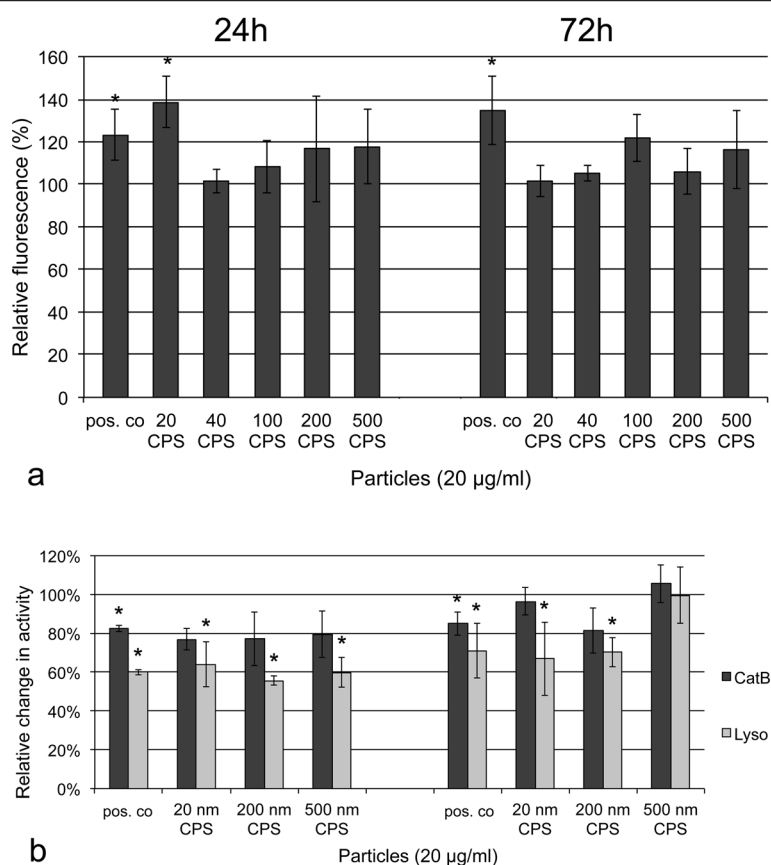 24h 72h
160
140
120
100
80
60
40
20
0
Relative fluorescence (%)
* * *
pos. co 20 40 100 200 500 pos. co 20 40 100 200 500
CPS CPS CPS CPS CPS CPS CPS CPS CPS CPS
a
Particles (20 µg/ml)
120%
100%
80%
60%
40%
20%
0%
Relative change in activity
* * * * * * * * *
CatB
Lyso
pos. co 20 nm 200 nm 500 nm pos. co 20 nm 200 nm 500 nm
CPS CPS CPS CPS CPS CPS
b
Particles (20 µg/ml)